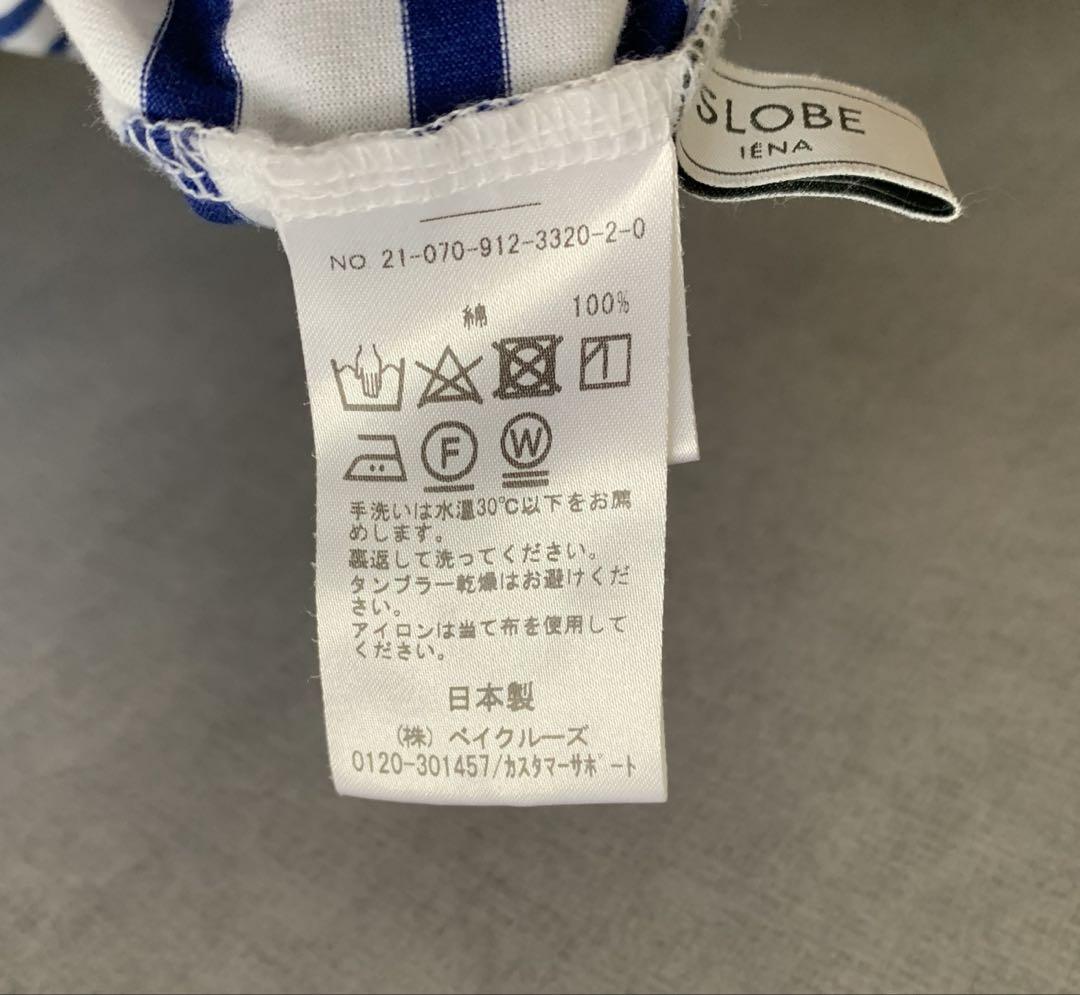 SLOBE
IÉNA
NO. 21-070-912-3320-2-0
綿 100%
F W
手洗いは水温30℃以下をお薦
めします。
裏返して洗ってください。
タンブラー乾燥はお避けくだ
さい。
アイロンは当て布を使用して
ください。
日本製
(株) ベイクルーズ
0120-301457/カスタマーサポート